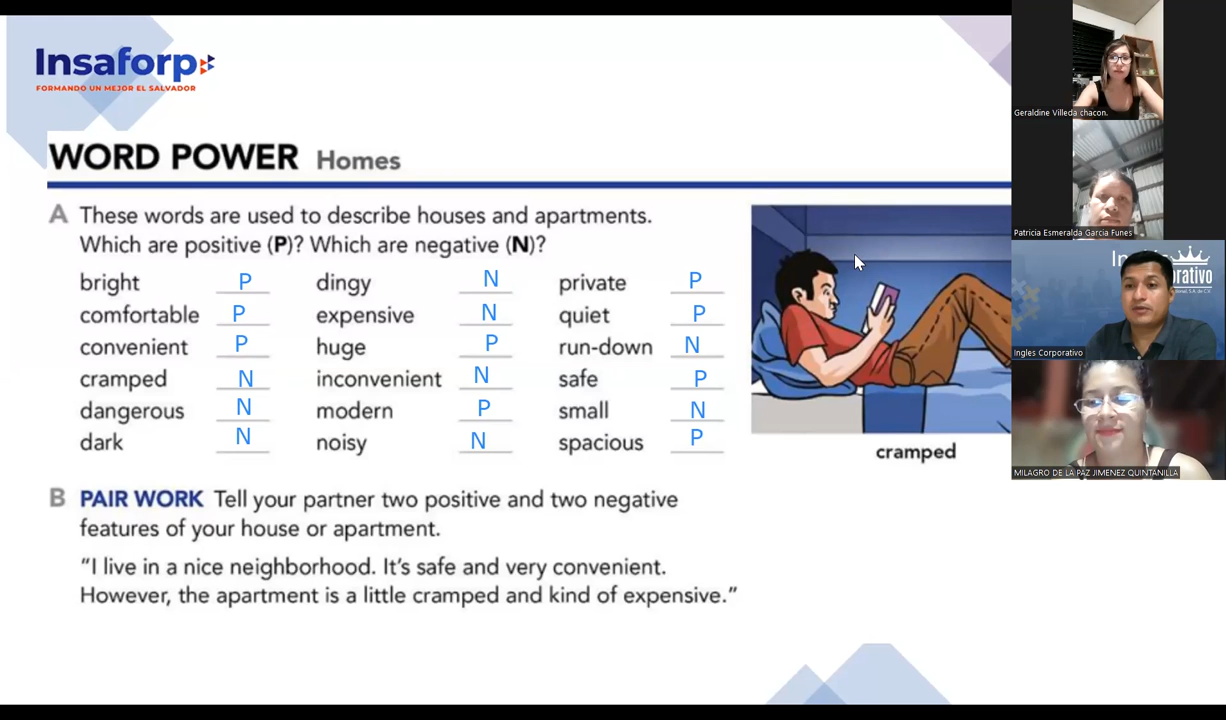 Insaforp
FORMANDO UN MEJOR EL SALVADOR
WORD POWER Homes
A These words are used to describe houses and apartments.
Which are positive (P)? Which are negative (N)?
bright P dingy N private P
comfortable P expensive N quiet P
convenient P huge P run-down N
cramped N inconvenient N safe P
dangerous N modern P small N
dark N noisy N spacious P
cramped
B PAIR WORK Tell your partner two positive and two negative
features of your house or apartment.
"I live in a nice neighborhood. It's safe and very convenient.
However, the apartment is a little cramped and kind of expensive."
Geraldine Villeda chacon.
Patricia Esmeralda Garcia Funes
Ingles Corporativo
MILAGRO DE LA PAZ JIMENEZ QUINTANILLA